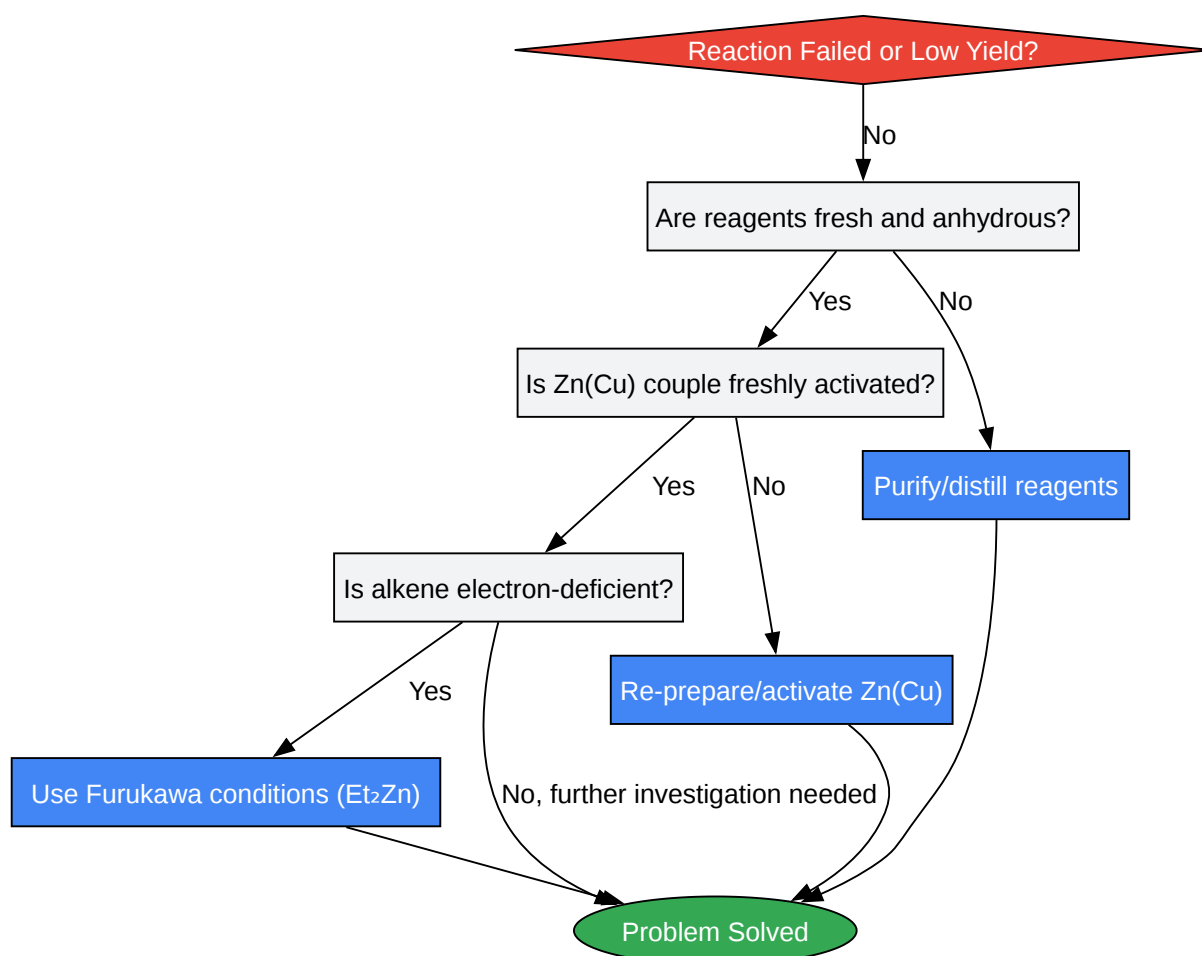 Reaction Failed or Low Yield?
No
Are reagents fresh and anhydrous?
Yes
No
Is Zn(Cu) couple freshly activated?
Yes
No
Purify/distill reagents
Is alkene electron-deficient?
Yes
Re-prepare/activate Zn(Cu)
Use Furukawa conditions (Et₂Zn)
No, further investigation needed
Problem Solved